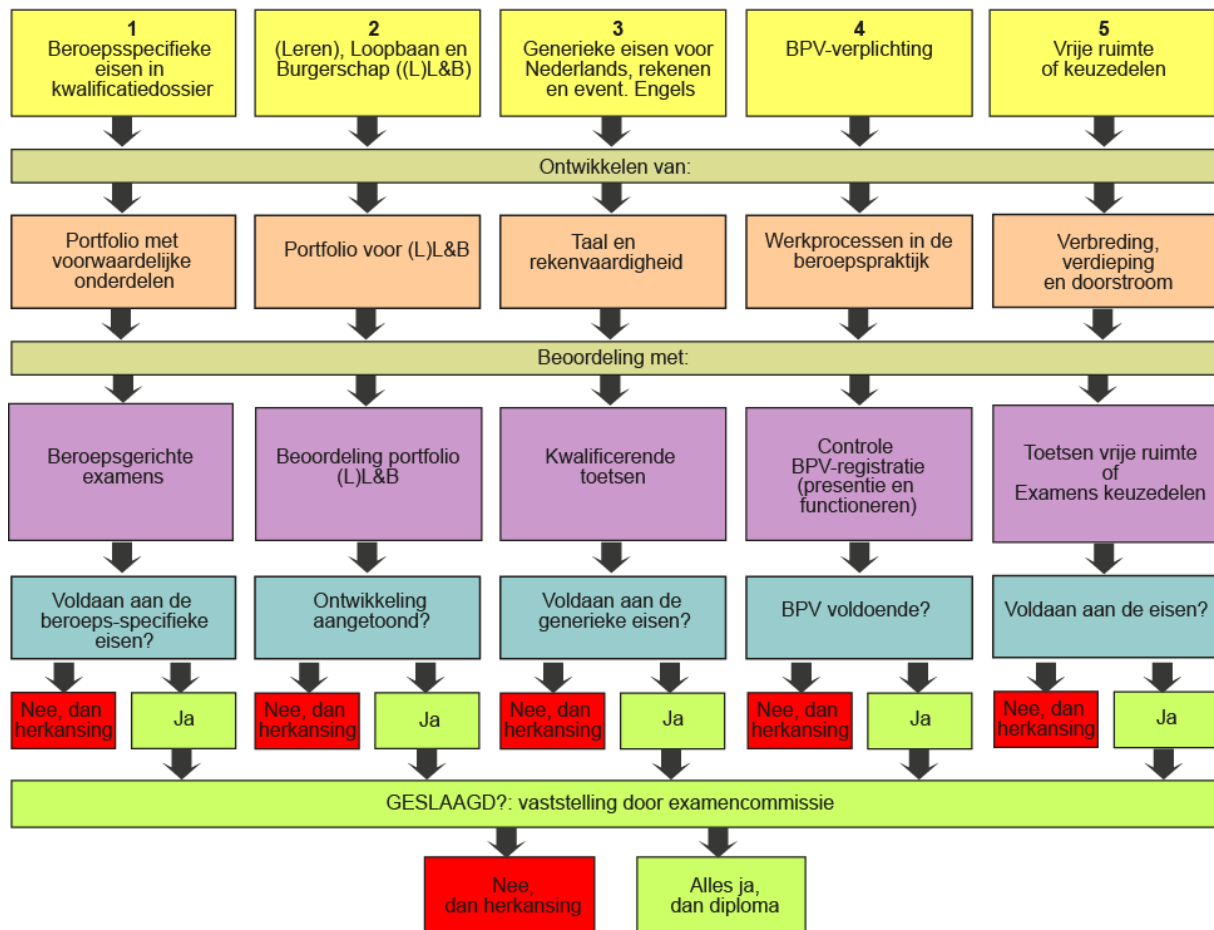 1
Beroepsspecifieke
eisen in
kwalificatiedossier
2
(Leren), Loopbaan en
Burgerschap ((L)L&B)
3
Generieke eisen voor
Nederlands, rekenen
en event. Engels
4
BPV-verplichting
5
Vrije ruimte
of keuzedelen
Ontwikkelen van:
Portfolio met
voorwaardelijke
onderdelen
Portfolio voor (L)L&B
Taal en
rekenvaardigheid
Werkprocessen in de
beroepspraktijk
Verbreding,
verdieping
en doorstroom
Beoordeling met:
Beroepsgerichte
examens
Beoordeling portfolio
(L)L&B
Kwalificerende
toetsen
Controle
BPV-registratie
(presentie en
functioneren)
Toetsen vrije ruimte
of
Examens keuzedelen
Voldaan aan de
beroeps-specifieke
eisen?
Ontwikkeling
aangetoond?
Voldaan aan de
generieke eisen?
BPV voldoende?
Voldaan aan de eisen?
Nee, dan
herkansing
Ja
Nee, dan
herkansing
Ja
Nee, dan
herkansing
Ja
Nee, dan
herkansing
Ja
Nee, dan
herkansing
Ja
GESLAAGD?: vaststelling door examencommissie
Nee,
dan herkansing
Alles ja,
dan diploma